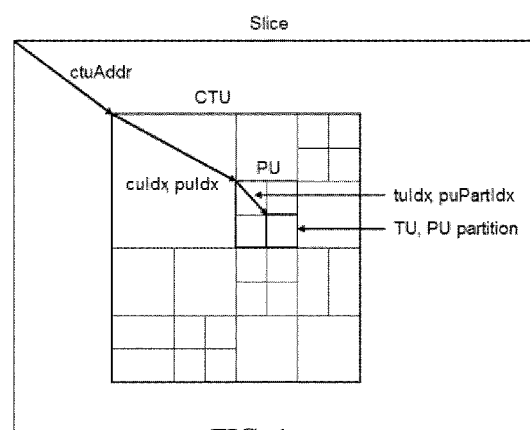 Slice
ctuAddr
CTU
PU
cuIdx, puIdx
tuIdx, puPartIdx
TU, PU partition